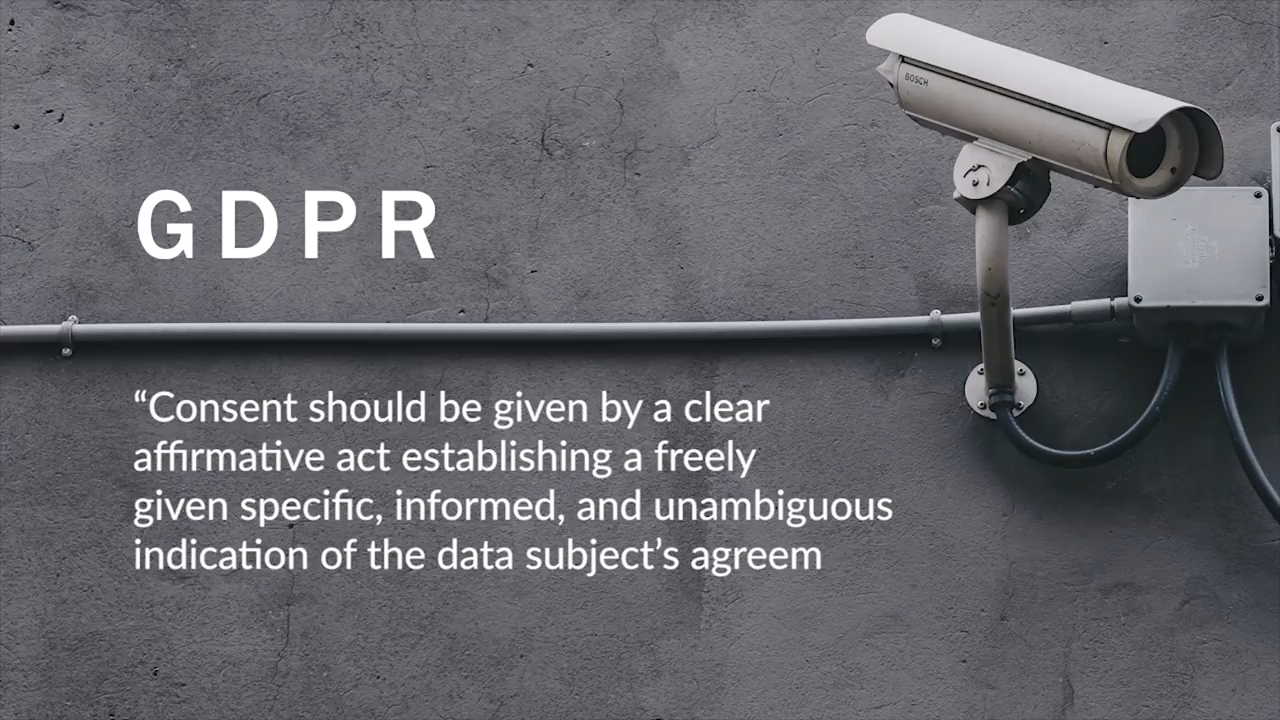 BOSCH
GDPR
“Consent should be given by a clear
affirmative act establishing a freely
given specific, informed, and unambiguous
indication of the data subject’s agreem